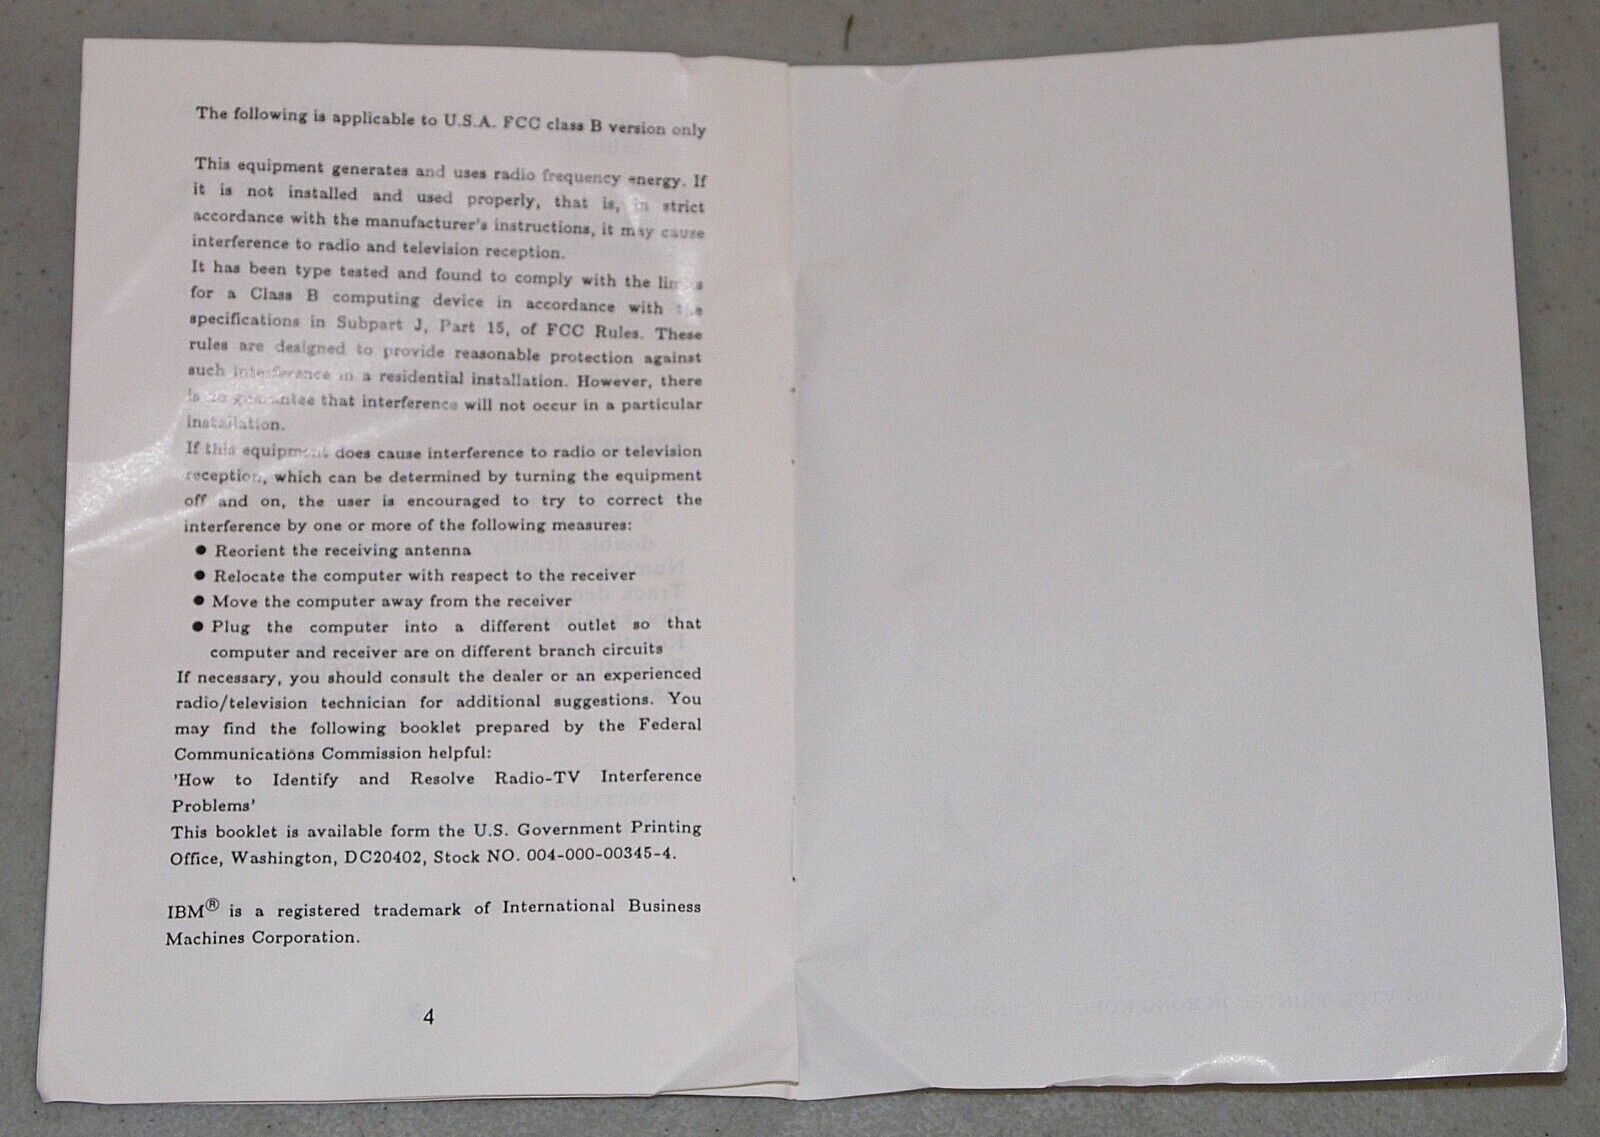 The following is applicable to U.S.A. FCC class B version only
This equipment generates and uses radio frequency energy. If
it is not installed and used properly, that is, in strict
accordance with the manufacturer's instructions, it may cause
interference to radio and television reception.
It has been type tested and found to comply with the limits
for a Class B computing device in accordance with the
specifications in Subpart J, Part 15, of FCC Rules. These
rules are designed to provide reasonable protection against
such interference in a residential installation. However, there
is no guarantee that interference will not occur in a particular
installation.
If this equipment does cause interference to radio or television
reception, which can be determined by turning the equipment
off and on, the user is encouraged to try to correct the
interference by one or more of the following measures:
● Reorient the receiving antenna
● Relocate the computer with respect to the receiver
● Move the computer away from the receiver
● Plug the computer into a different outlet so that
computer and receiver are on different branch circuits
If necessary, you should consult the dealer or an experienced
radio/television technician for additional suggestions. You
may find the following booklet prepared by the Federal
Communications Commission helpful:
'How to Identify and Resolve Radio-TV Interference
Problems'
This booklet is available form the U.S. Government Printing
Office, Washington, DC20402, Stock NO. 004-000-00345-4.
IBM® is a registered trademark of International Business
Machines Corporation.
4